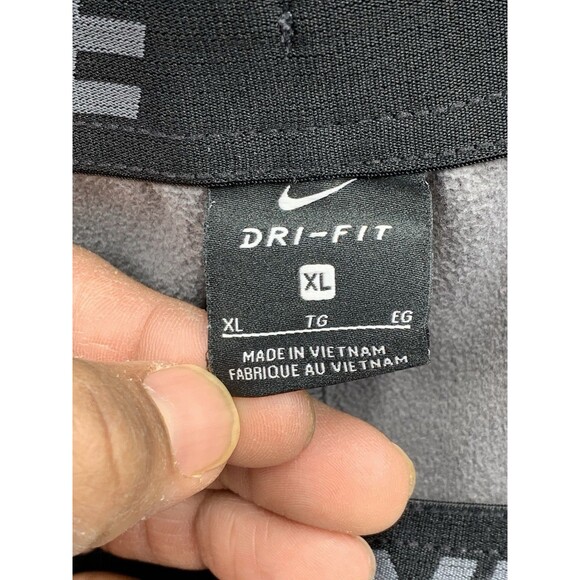 E
DRI-FIT
XL
XL TG EG
MADE IN VIETNAM
FABRIQUE AU VIETNAM